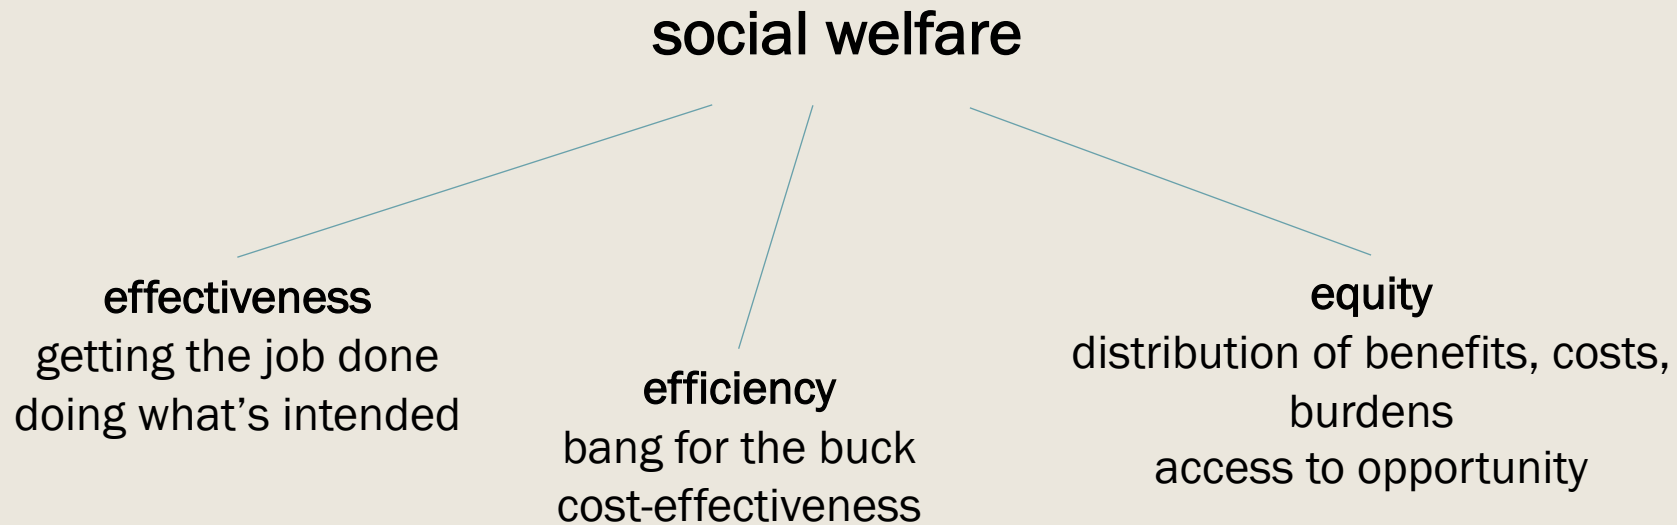 social welfare
effectiveness
getting the job done
doing what’s intended
efficiency
bang for the buck
cost-effectiveness
equity
distribution of benefits, costs,
burdens
access to opportunity